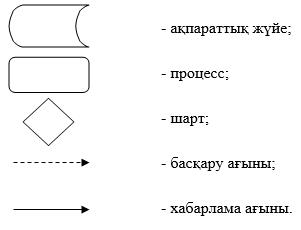 - ақпараттық жүйе;
- процесс;
- шарт;
- басқару ағыны;
- хабарлама ағыны.